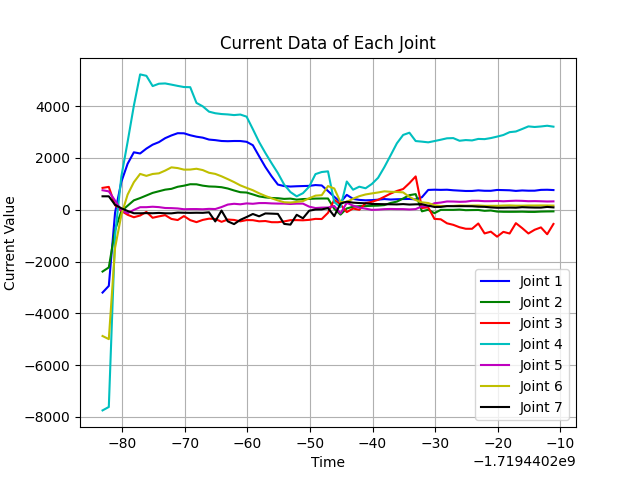 Current Data of Each Joint
Current Value
4000
2000
0
−2000
−4000
−6000
−8000
Joint 1
Joint 2
Joint 3
Joint 4
Joint 5
Joint 6
Joint 7
−80 −70 −60 −50 −40 −30 −20 −10
Time
−1.7194402e9